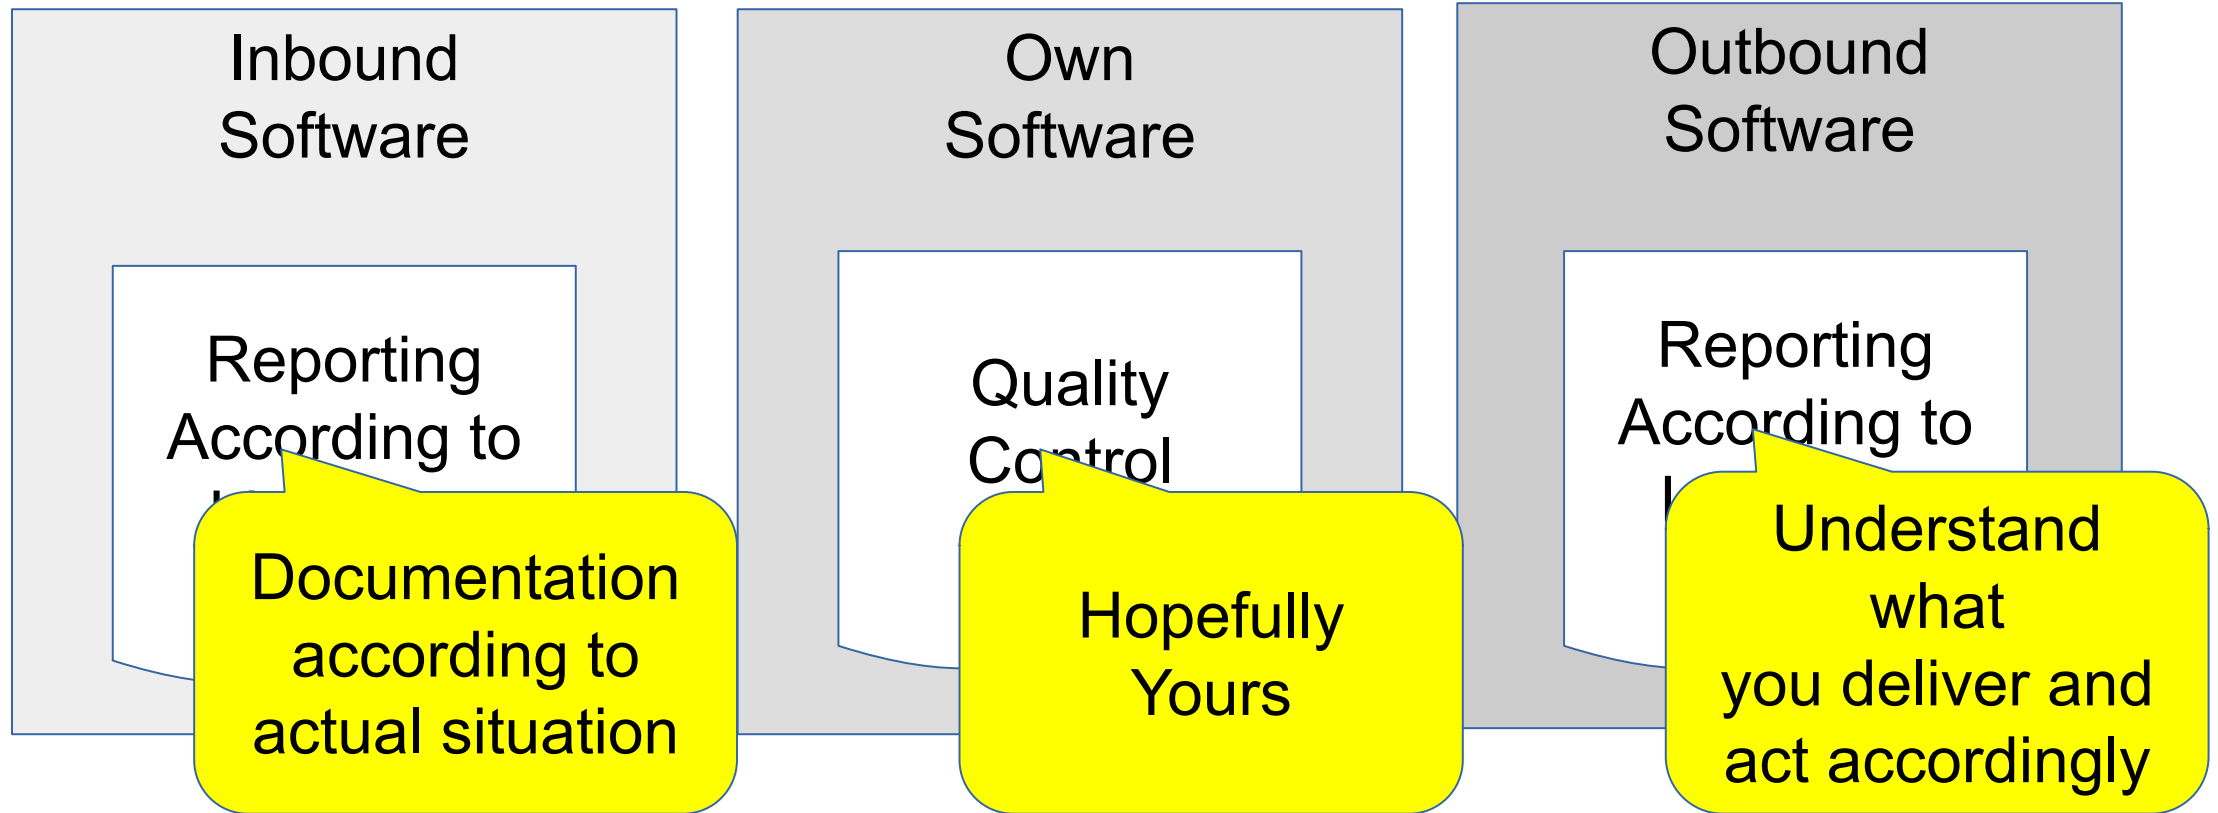 Inbound
Software
Reporting
According to
Documentation
according to
actual situation
Own
Software
Quality
Control
Hopefully
Yours
Outbound
Software
Reporting
According to
Understand
what
you deliver and
act accordingly